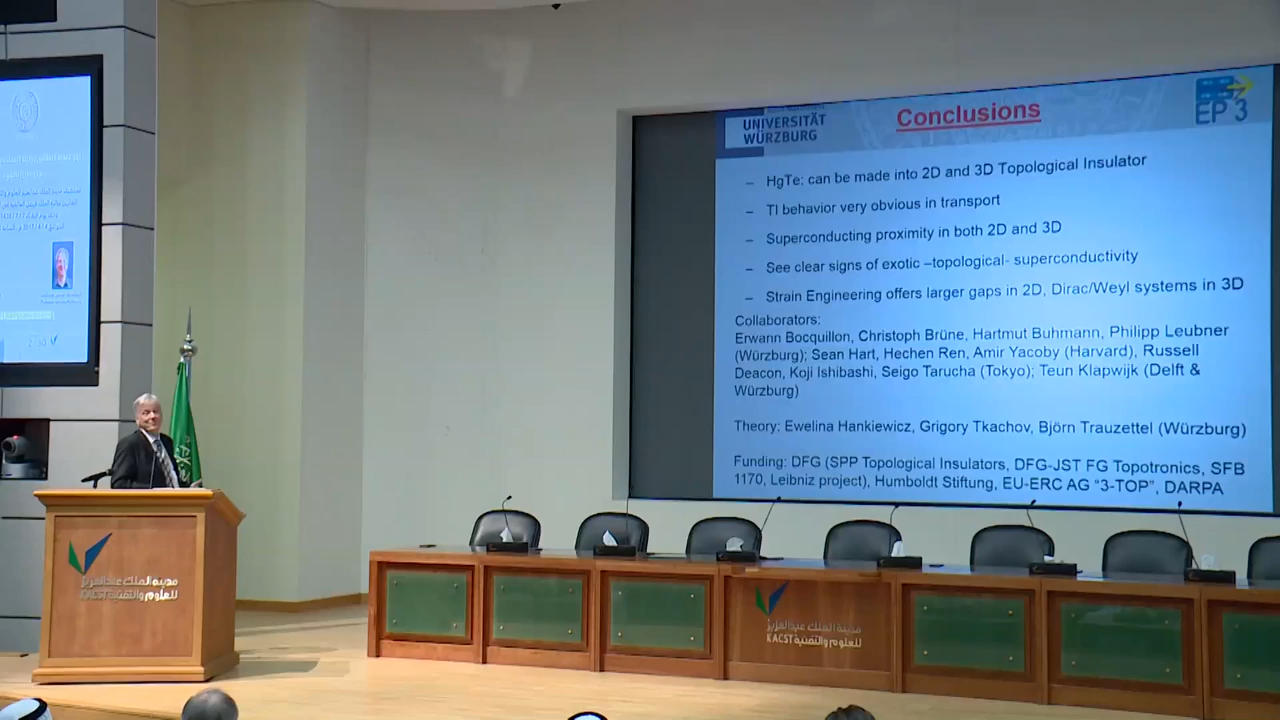 UNIVERSITÄT
WÜRZBURG
Conclusions
EP 3
– HgTe: can be made into 2D and 3D Topological Insulator
– TI behavior very obvious in transport
– Superconducting proximity in both 2D and 3D
– See clear signs of exotic –topological- superconductivity
– Strain Engineering offers larger gaps in 2D, Dirac/Weyl systems in 3D
Collaborators:
Erwann Bocquillon, Christoph Brüne, Hartmut Buhmann, Philipp Leubner
(Würzburg); Sean Hart, Hechen Ren, Amir Yacoby (Harvard), Russell
Deacon, Koji Ishibashi, Seigo Tarucha (Tokyo); Teun Klapwijk (Delft &
Würzburg)
Theory: Ewelina Hankiewicz, Grigory Tkachov, Björn Trauzettel (Würzburg)
Funding: DFG (SPP Topological Insulators, DFG-JST FG Topotronics, SFB
1170, Leibniz project), Humboldt Stiftung, EU-ERC AG “3-TOP”, DARPA
مدينة الملك عبدالعزيز
للعلوم والتقنية KACST
مدينة الملك عبدالعزيز
للعلوم والتقنية KACST